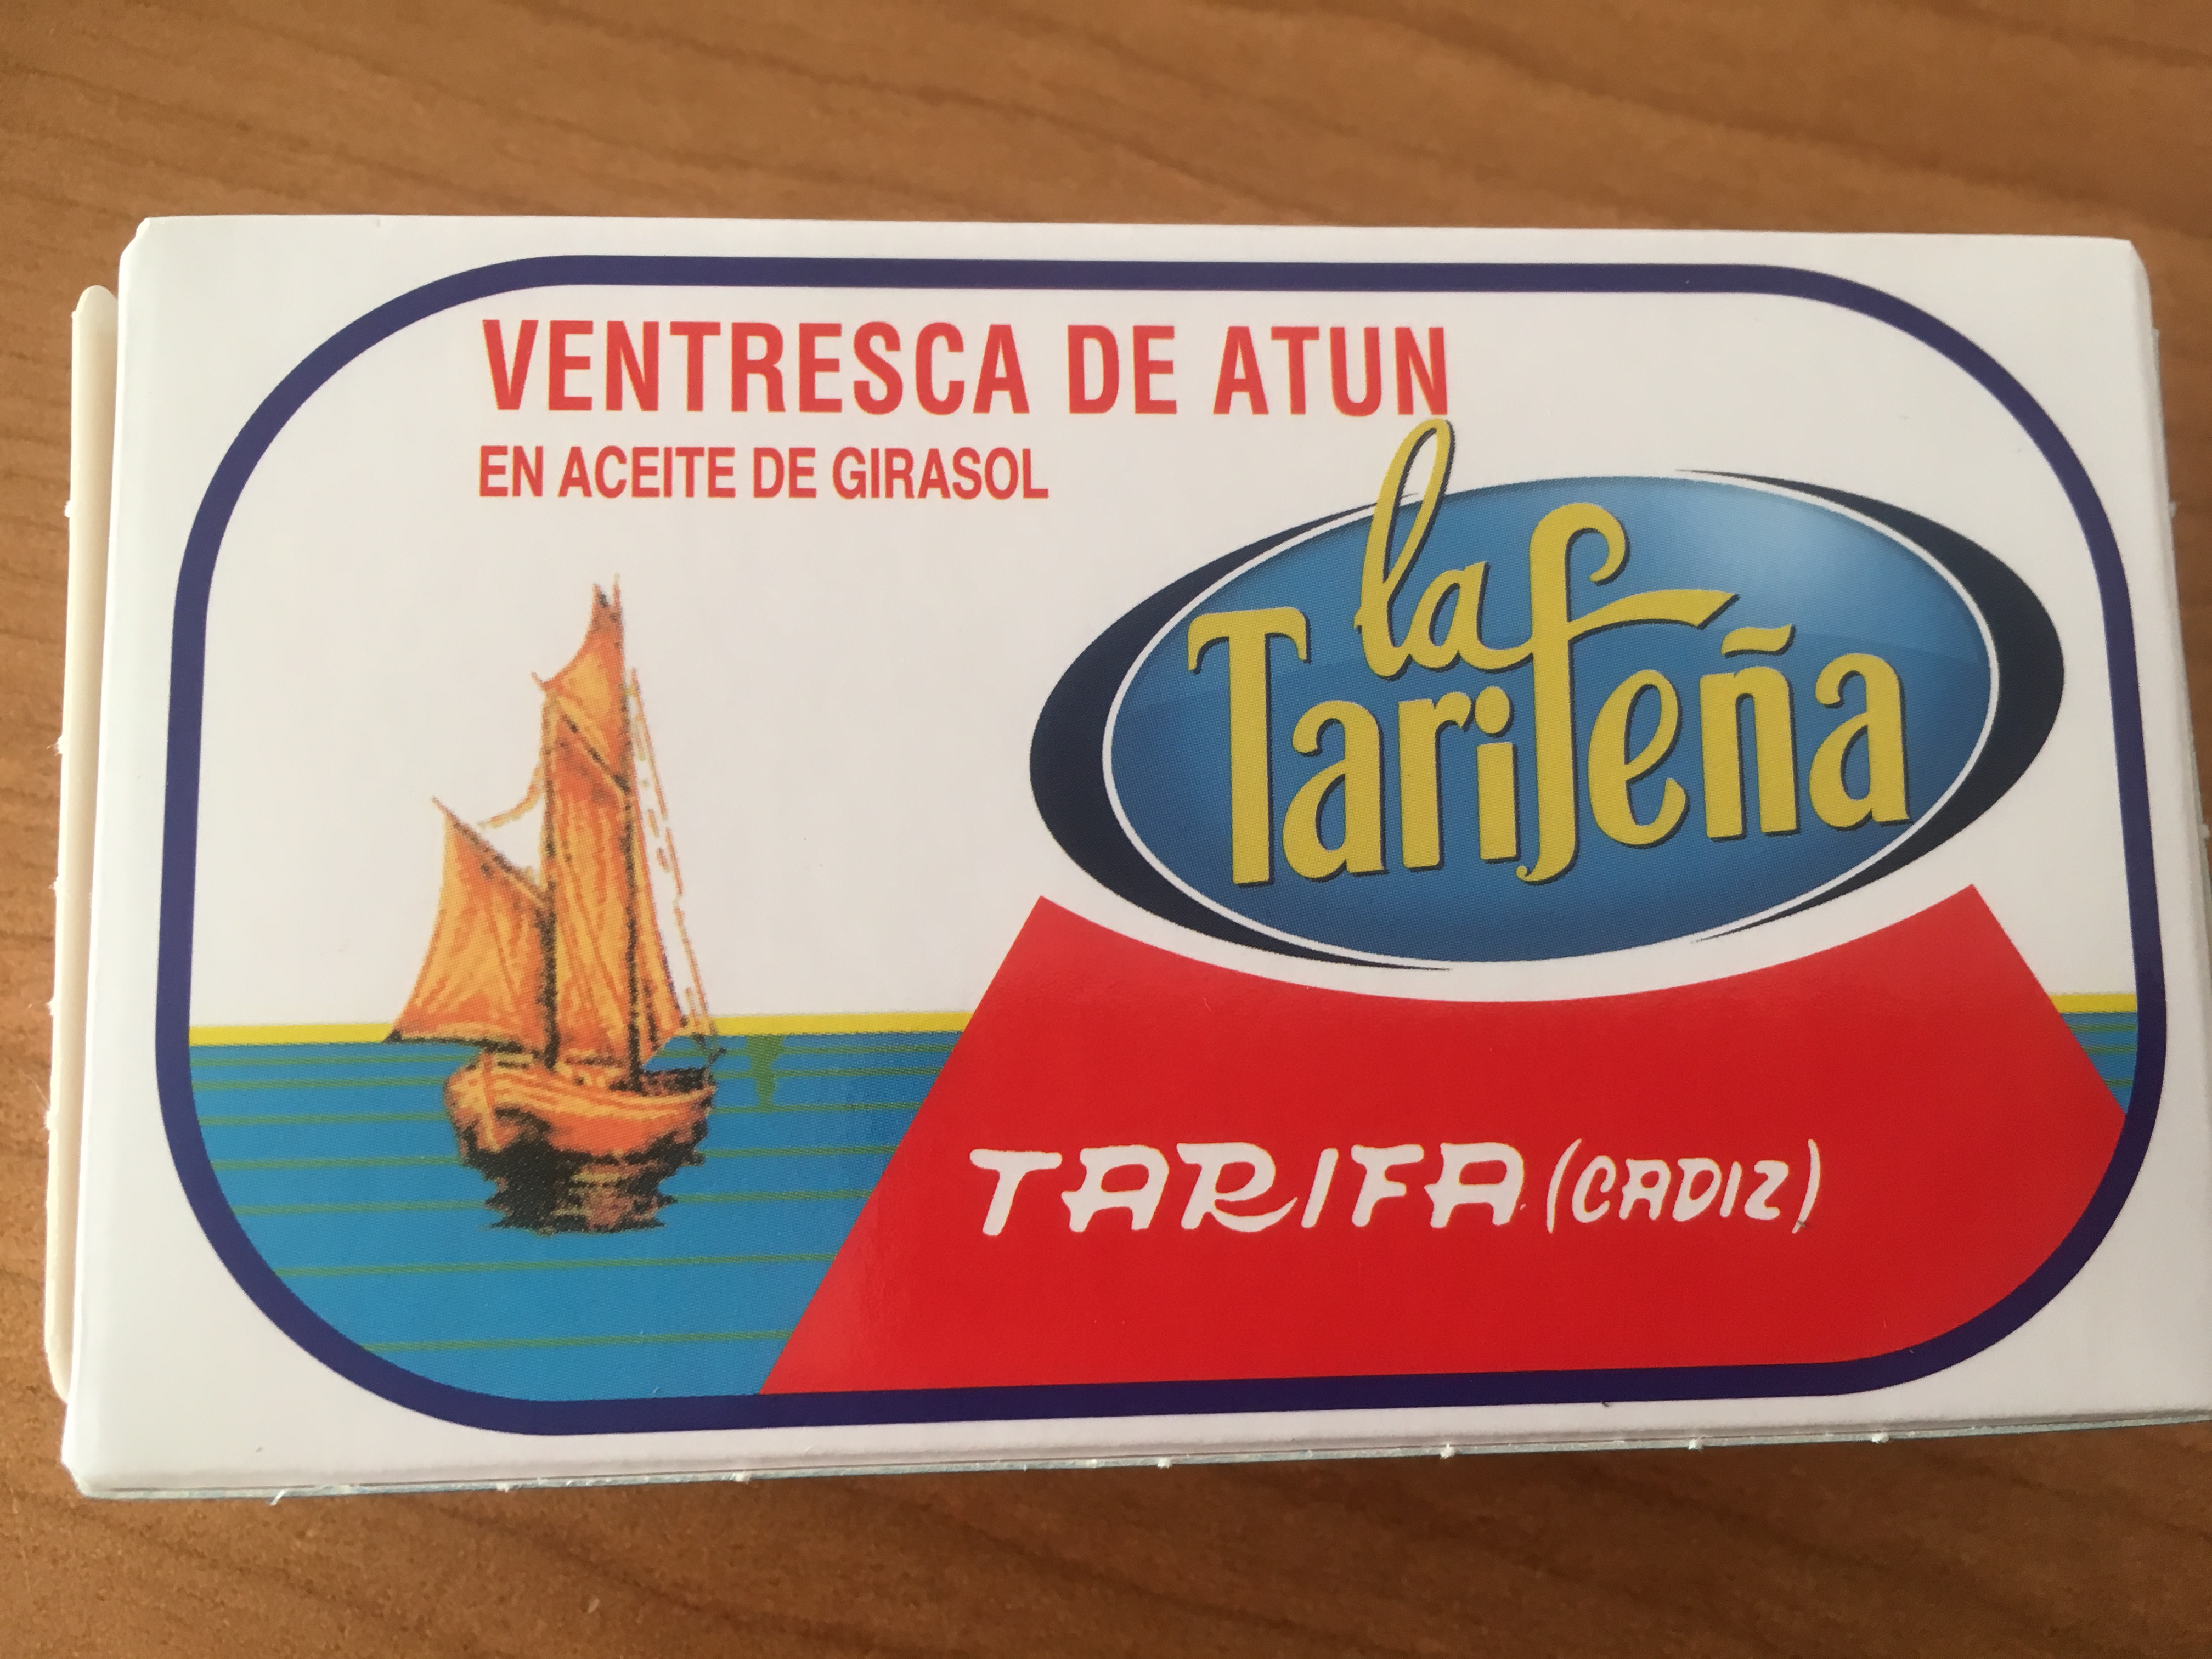 VENTRESCA DE ATUN
EN ACEITE DE GIRASOL
la
Tarifeña
TARIFA (CADIZ)